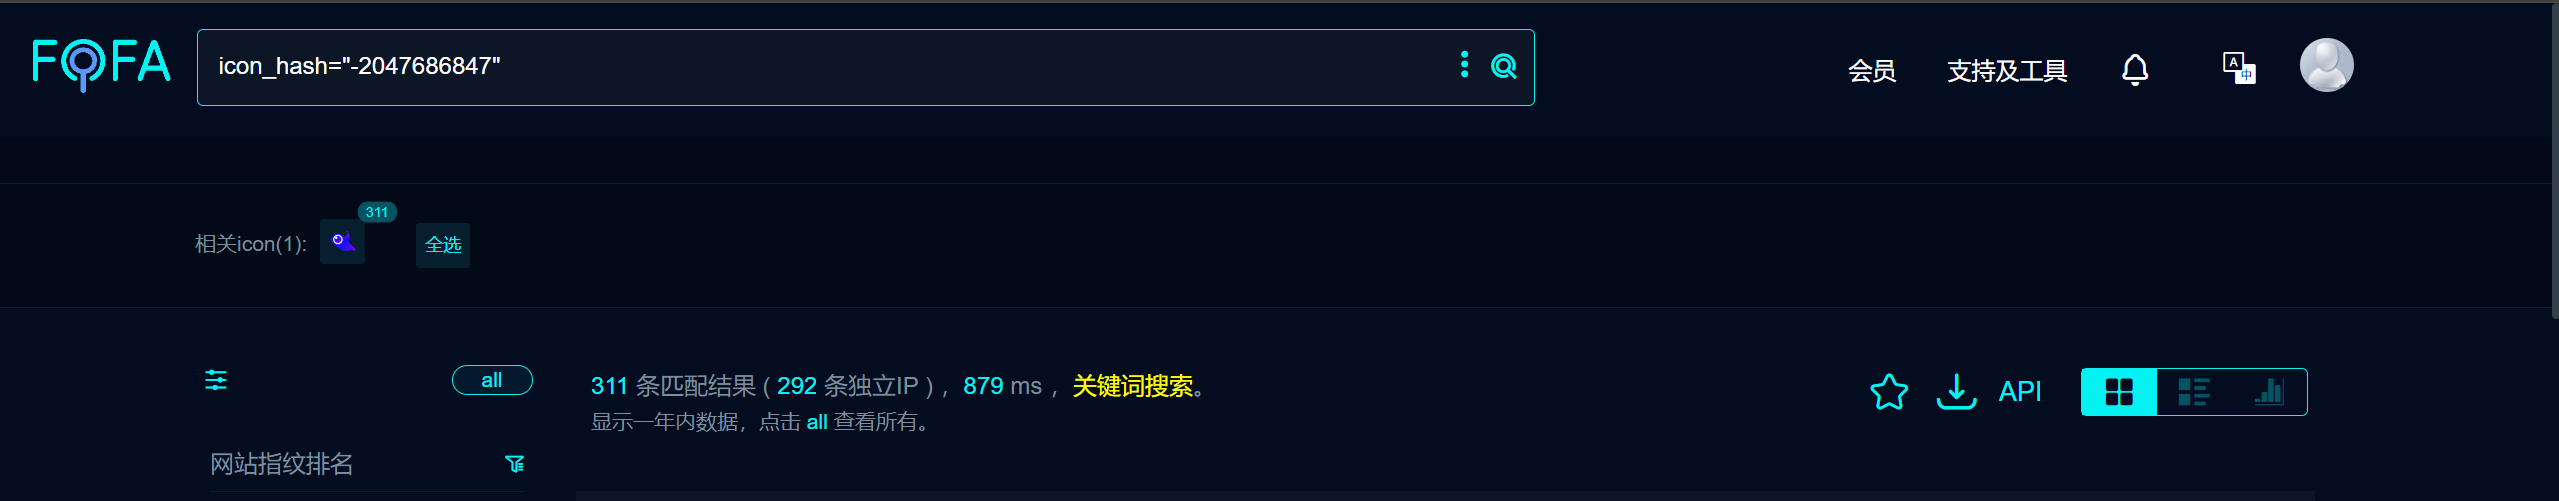 FOFA
icon_hash="-2047686847"
会员
支持及工具
A
中
311
相关icon(1):
全选
all
311 条匹配结果 ( 292 条独立IP ) ，879 ms ，关键词搜索。
API
显示一年内数据，点击 all 查看所有。
网站指纹排名